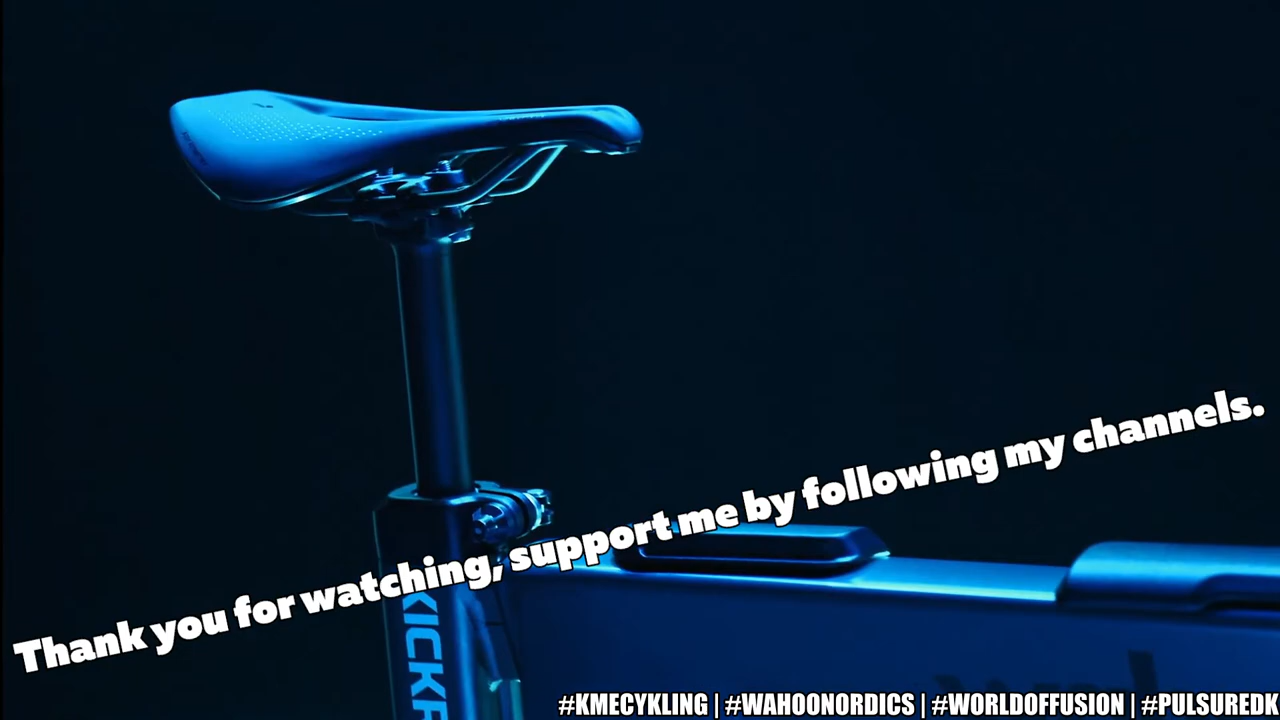 Thank you for watching, support me by following my channels.
KICKR
#KMECYKLING | #WAHOONORDICS | #WORLDOFFUSION | #PULSUREDK